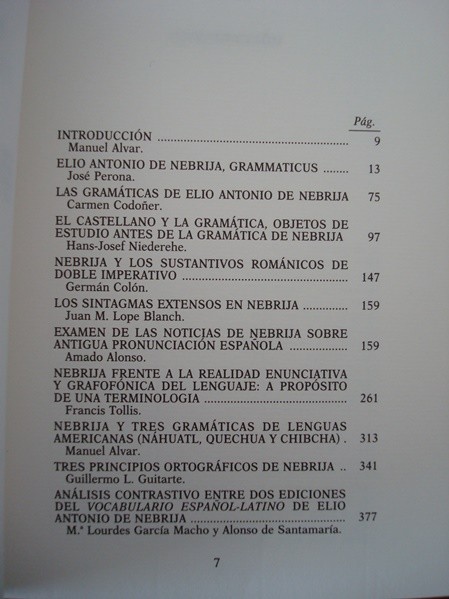 Pág.
INTRODUCCIÓN ........................................................ 9
Manuel Alvar.
ELIO ANTONIO DE NEBRIJA, GRAMMATICUS ........ 13
José Perona.
LAS GRAMÁTICAS DE ELIO ANTONIO DE NEBRIJA 75
Carmen Codoñer.
EL CASTELLANO Y LA GRAMÁTICA, OBJETOS DE
ESTUDIO ANTES DE LA GRAMÁTICA DE NEBRIJA 97
Hans-Josef Niederehe.
NEBRIJA Y LOS SUSTANTIVOS ROMÁNICOS DE
DOBLE IMPERATIVO ................................................ 147
Germán Colón.
LOS SINTAGMAS EXTENSOS EN NEBRIJA ............. 159
Juan M. Lope Blanch.
EXAMEN DE LAS NOTICIAS DE NEBRIJA SOBRE
ANTIGUA PRONUNCIACIÓN ESPAÑOLA .................. 159
Amado Alonso.
NEBRIJA FRENTE A LA REALIDAD ENUNCIATIVA
Y GRAFOFÓNICA DEL LENGUAJE: A PROPÓSITO
DE UNA TERMINOLOGIA ......................................... 261
Francis Tollis.
NEBRIJA Y TRES GRAMÁTICAS DE LENGUAS
AMERICANAS (NÁHUATL, QUECHUA Y CHIBCHA) . 313
Manuel Alvar.
TRES PRINCIPIOS ORTOGRÁFICOS DE NEBRIJA .. 341
Guillermo L. Guitarte.
ANÁLISIS CONTRASTIVO ENTRE DOS EDICIONES
DEL VOCABULARIO ESPAÑOL-LATINO DE ELIO
ANTONIO DE NEBRIJA ............................................. 377
M.ª Lourdes García Macho y Alonso de Santamaría.
7